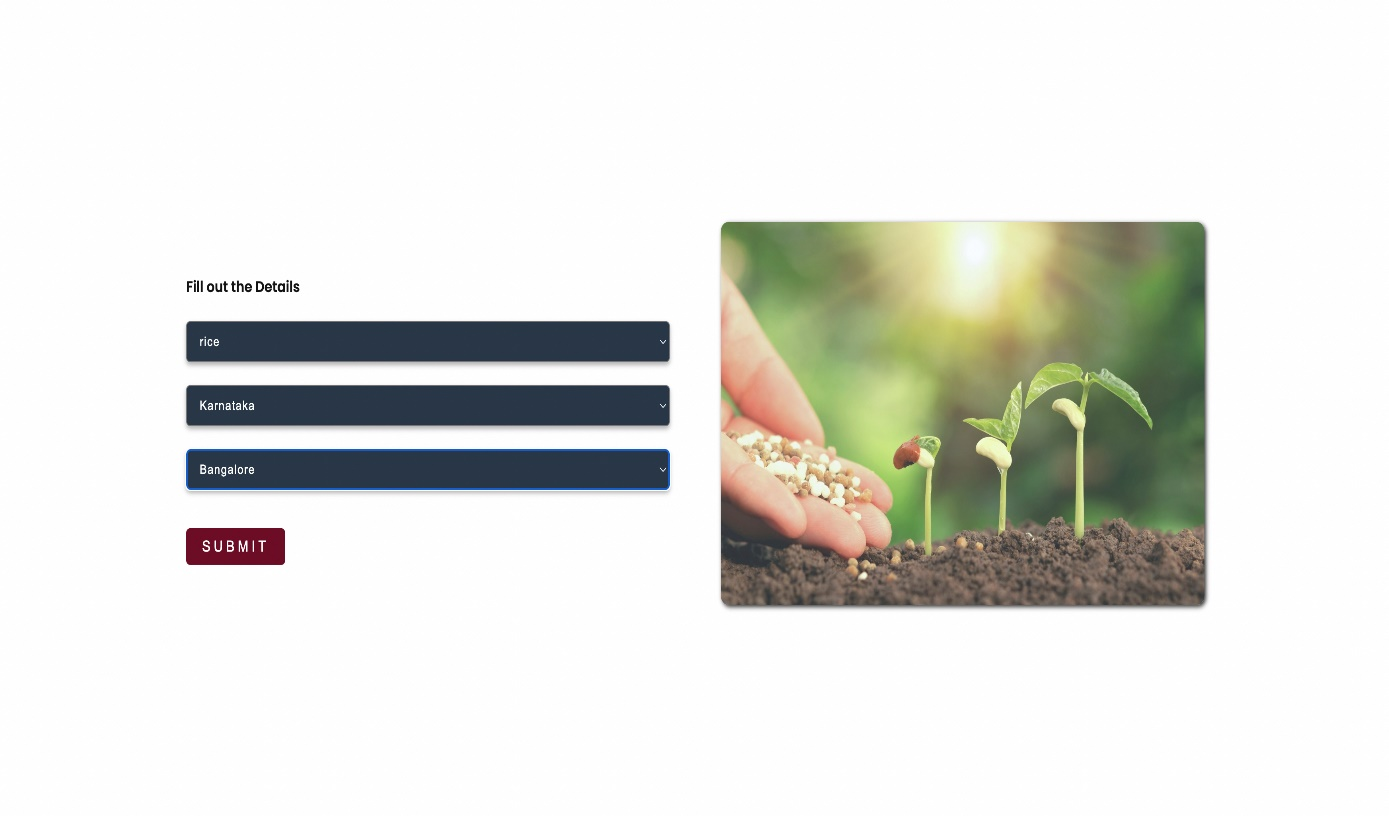 Fill out the Details
rice
Karnataka
Bangalore
SUBMIT